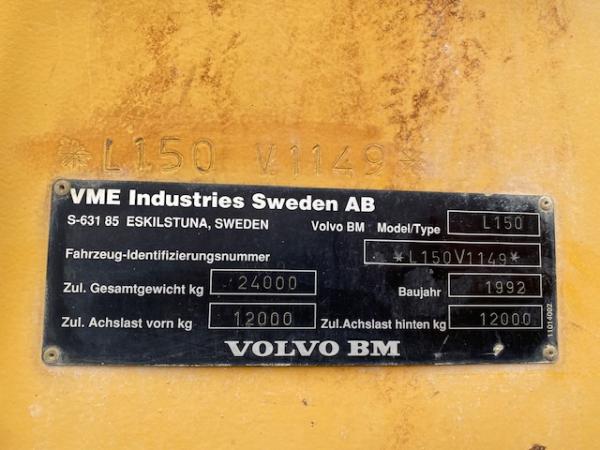 *L150 V1149*
VME Industries Sweden AB
S-631 85 ESKILSTUNA, SWEDEN Volvo BM Model/Type L150
Fahrzeug-Identifizierungsnummer *L150V1149*
Zul. Gesamtgewicht kg 24000 Baujahr 1992
Zul. Achslast vorn kg 12000 Zul.Achslast hinten kg 12000
VOLVO BM
11014002